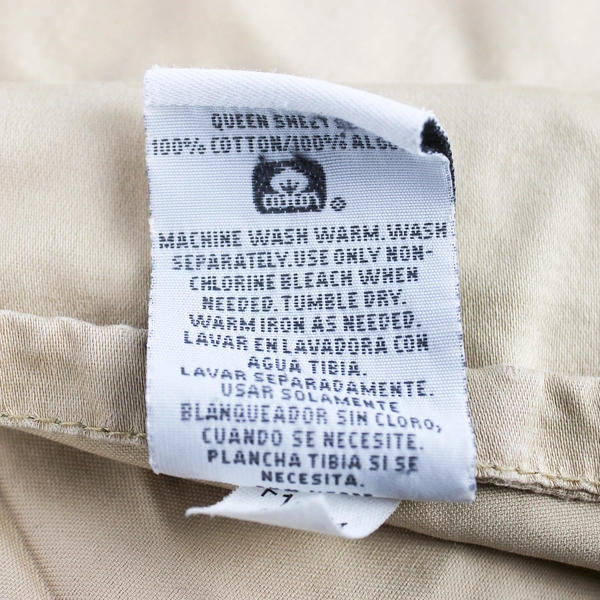 QUEEN SHEET
100% COTTON/100%
cotton
MACHINE WASH WARM. WASH
SEPARATELY. USE ONLY NON-
CHLORINE BLEACH WHEN
NEEDED. TUMBLE DRY.
WARM IRON AS NEEDED.
LAVAR EN LAVADORA CON
AGUA TIBIA.
LAVAR SEPARADAMENTE.
USAR SOLAMENTE
BLANQUEADOR SIN CLORO,
CUANDO SE NECESITE.
PLANCHA TIBIA SI SE
NECESITA.